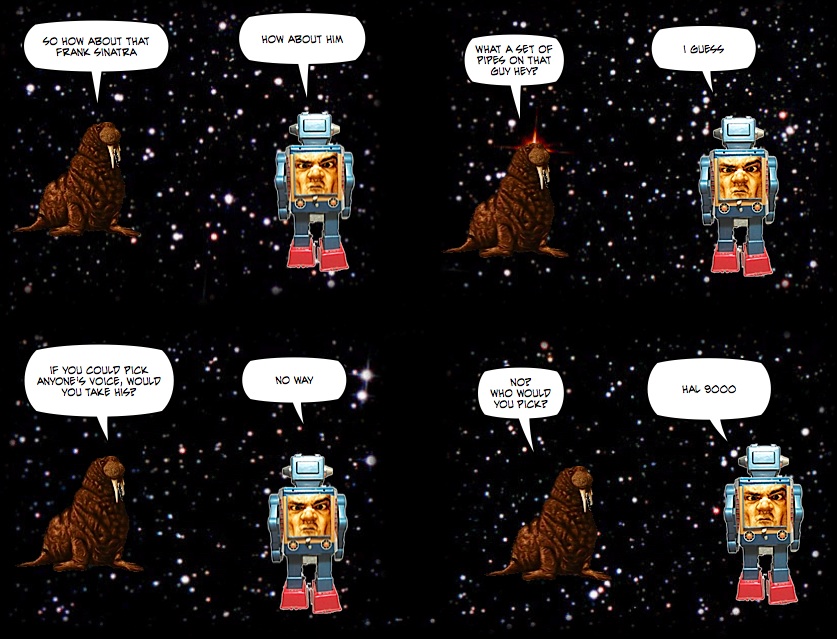 SO HOW ABOUT THAT
FRANK SINATRA
HOW ABOUT HIM
WHAT A SET OF
PIPES ON THAT
GUY HEY?
I GUESS
IF YOU COULD PICK
ANYONE'S VOICE, WOULD
YOU TAKE HIS?
NO WAY
NO?
WHO WOULD
YOU PICK?
HAL 9000